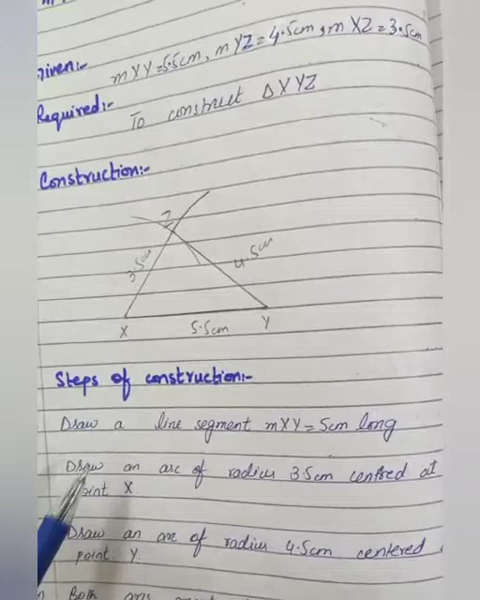 Given:- mXY=5.5cm, mYZ=4.5cm, mXZ=3.5cm
Required:- To construct ΔXYZ
Construction:-
Z
3.5cm 4.5cm
X 5.5cm Y
Steps of construction:-
Draw a line segment mXY=5cm long
Draw an arc of radius 3.5cm centred at
point X
Draw an arc of radius 4.5cm centered
point Y
Both